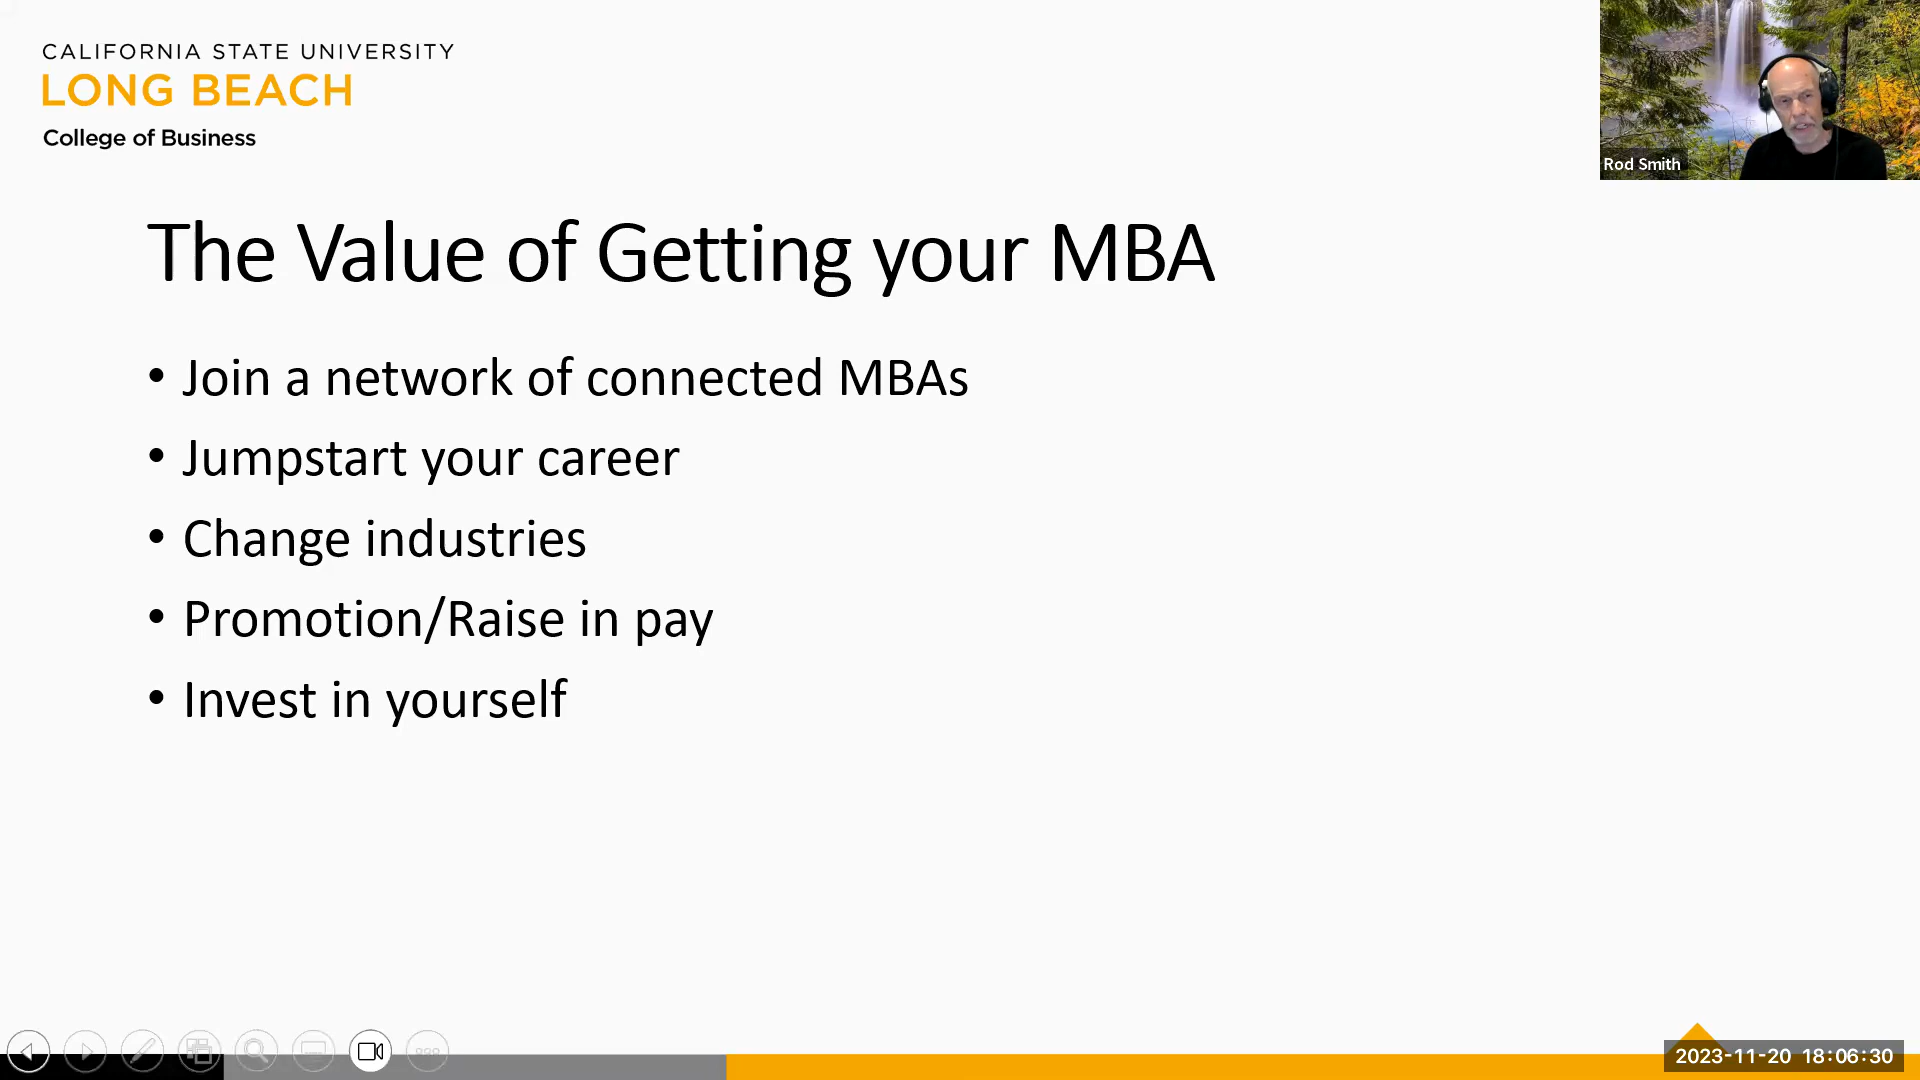 CALIFORNIA STATE UNIVERSITY
LONG BEACH
College of Business
Rod Smith
The Value of Getting your MBA
• Join a network of connected MBAs
• Jumpstart your career
• Change industries
• Promotion/Raise in pay
• Invest in yourself
2023-11-20 18:06:30